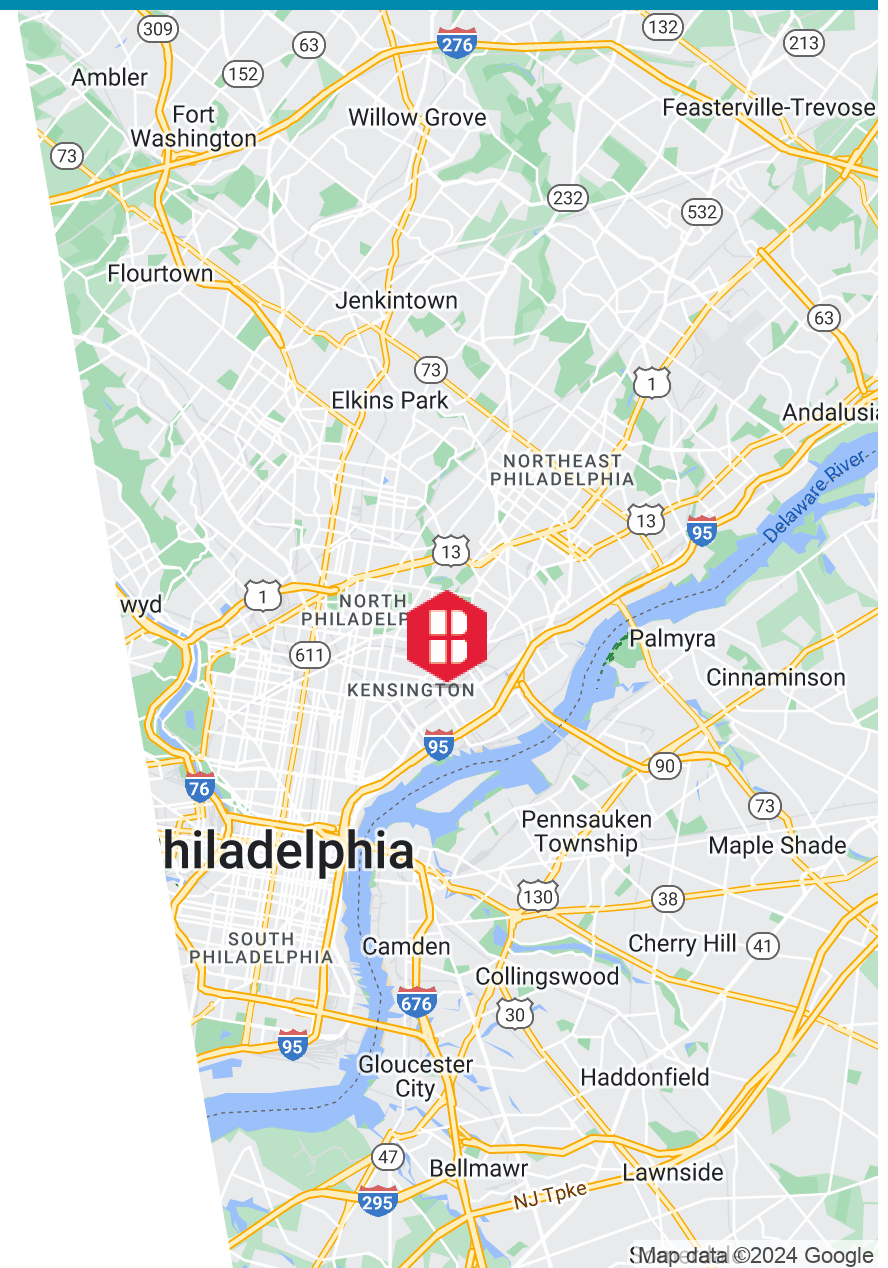 309
63
276
132
213
Ambler
152
Feasterville-Trevose
Fort
Washington
Willow Grove
73
232
532
Flourtown
Jenkintown
63
73
1
Elkins Park
Andalusia
NORTHEAST
PHILADELPHIA
Delaware River
13
95
13
1
wyd
NORTH
PHILADELP
611
Palmyra
Cinnaminson
KENSINGTON
95
90
76
73
Pennsauken
Township
Maple Shade
hiladelphia
130
38
SOUTH
PHILADELPHIA
Camden
Cherry Hill
41
Collingswood
676
30
95
Gloucester
City
Haddonfield
47
Bellmawr
Lawnside
NJ Tpke
295
Map data ©2024 Google